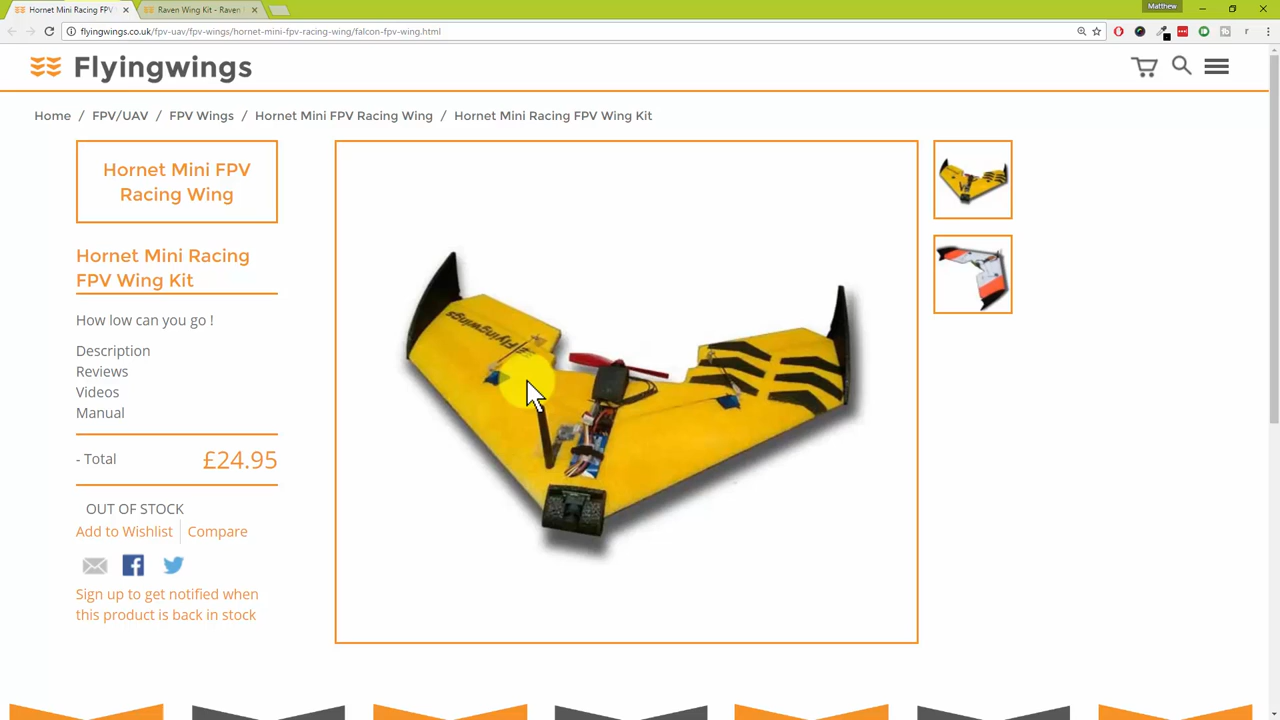 Matthew
Hornet Mini Racing FPV
Raven Wing Kit - Raven
flyingwings.co.uk/fpv-uav/fpv-wings/hornet-mini-fpv-racing-wing/falcon-fpv-wing.html
Flyingwings
Home / FPV/UAV / FPV Wings / Hornet Mini FPV Racing Wing / Hornet Mini Racing FPV Wing Kit
Hornet Mini FPV
Racing Wing
Hornet Mini Racing
FPV Wing Kit
How low can you go !
Description
Reviews
Videos
Manual
- Total £24.95
OUT OF STOCK
Add to Wishlist Compare
Sign up to get notified when
this product is back in stock
Flyingwings